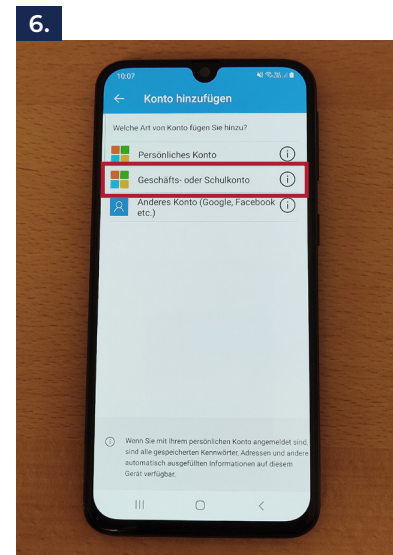 6.
10:07
Konto hinzufügen
Welche Art von Konto fügen Sie hinzu?
Persönliches Konto
Geschäfts- oder Schulkonto
Anderes Konto (Google, Facebook
etc.)
Wenn Sie mit Ihrem persönlichen Konto angemeldet sind,
sind alle gespeicherten Kennwörter, Adressen und andere
automatisch ausgefüllten Informationen auf diesem
Gerät verfügbar.